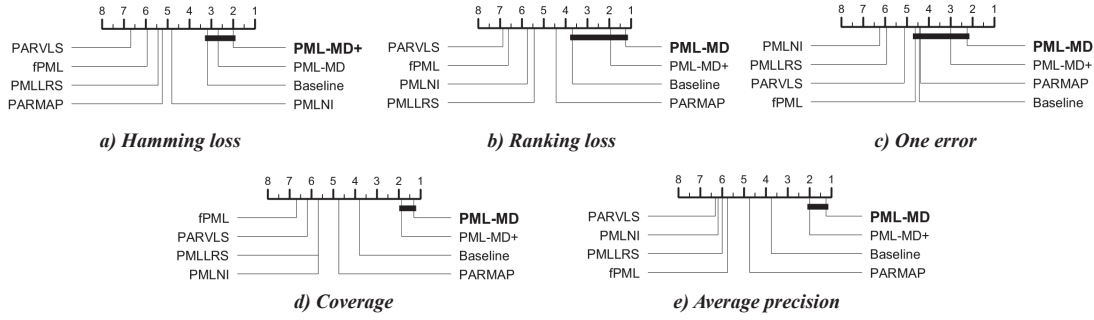 8 7 6 5 4 3 2 1
PARVLS
fPML
PMLLRS
PARMAP
PML-MD+
PML-MD
Baseline
PMLNI
a) Hamming loss
8 7 6 5 4 3 2 1
PARVLS
fPML
PMLNI
PMLLRS
PML-MD
PML-MD+
Baseline
PARMAP
b) Ranking loss
8 7 6 5 4 3 2 1
PMLNI
PMLLRS
PARVLS
fPML
PML-MD
PML-MD+
PARMAP
Baseline
c) One error
8 7 6 5 4 3 2 1
fPML
PARVLS
PMLLRS
PMLNI
PML-MD
PML-MD+
Baseline
PARMAP
d) Coverage
8 7 6 5 4 3 2 1
PARVLS
PMLNI
PMLLRS
fPML
PML-MD
PML-MD+
Baseline
PARMAP
e) Average precision